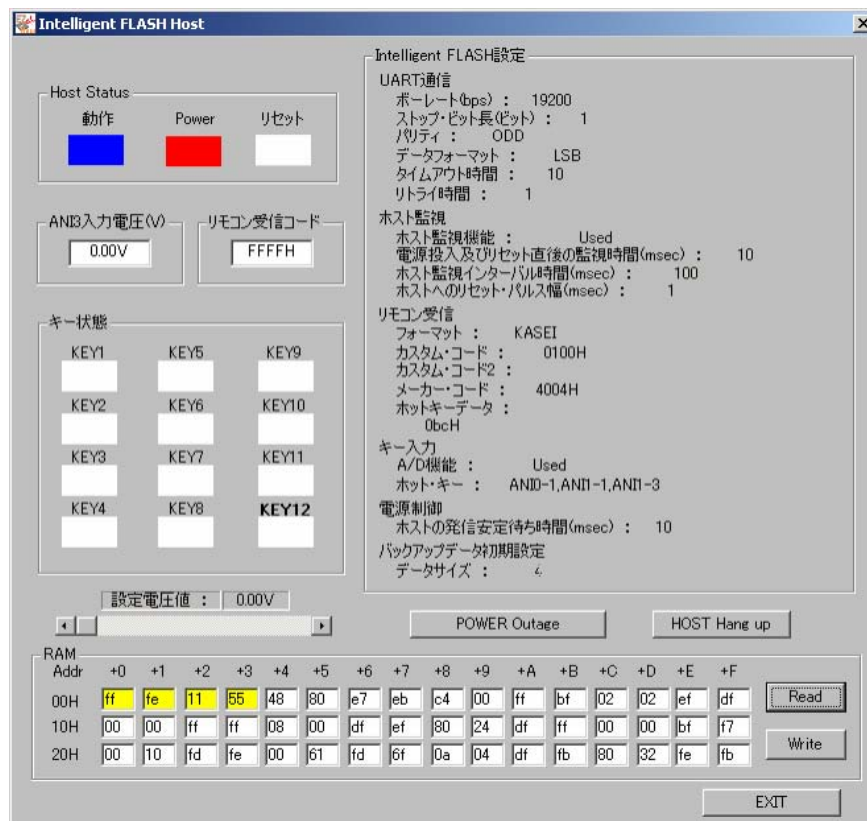 Intelligent FLASH Host
Host Status
動作 Power リセット
ANI3入力電圧(V)
0.00V
リモコン受信コード
FFFFH
キー状態
KEY1 KEY5 KEY9
KEY2 KEY6 KEY10
KEY3 KEY7 KEY11
KEY4 KEY8 KEY12
設定電圧値 : 0.00V
Intelligent FLASH設定
UART通信
ボーレート(bps) : 19200
ストップ・ビット長(ビット) : 1
パリティ : ODD
データフォーマット : LSB
タイムアウト時間 : 10
リトライ時間 : 1
ホスト監視
ホスト監視機能 : Used
電源投入及びリセット直後の監視時間(msec) : 10
ホスト監視インターバル時間(msec) : 100
ホストへのリセット・パルス幅(msec) : 1
リモコン受信
フォーマット : KASEI
カスタム・コード : 0100H
カスタム・コード2 :
メーカー・コード : 4004H
ホットキーデータ :
0bcH
キー入力
A/D機能 : Used
ホット・キー : ANI0-1,ANI1-1,ANI1-3
電源制御
ホストの発信安定待ち時間(msec) : 10
バックアップデータ初期設定
データサイズ : 4
POWER Outage
HOST Hang up
RAM
Addr +0 +1 +2 +3 +4 +5 +6 +7 +8 +9 +A +B +C +D +E +F
00H ff fe 11 55 48 80 e7 eb c4 00 ff bf 02 02 ef df
10H 00 00 ff ff 08 00 df ef 80 24 df ff 00 00 bf f7
20H 00 10 fd fe 00 61 fd 6f 0a 04 df fb 80 32 fe fb
Read
Write
EXIT